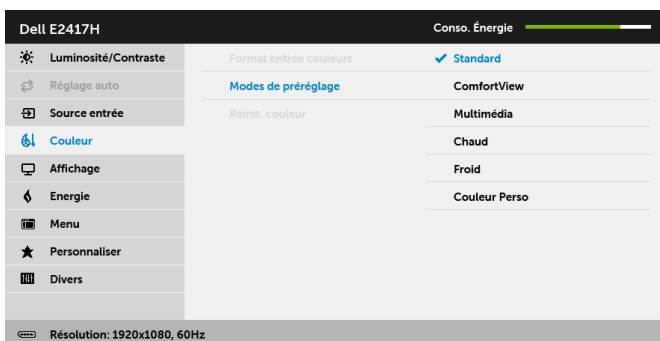 Dell E2417H Conso. Énergie
Luminosité/Contraste Format entrée couleurs Standard
Réglage auto Modes de préréglage ComfortView
Source entrée Réinit. couleur Multimédia
Couleur Chaud
Affichage Froid
Energie Couleur Perso
Menu
Personnaliser
Divers
Résolution: 1920x1080, 60Hz